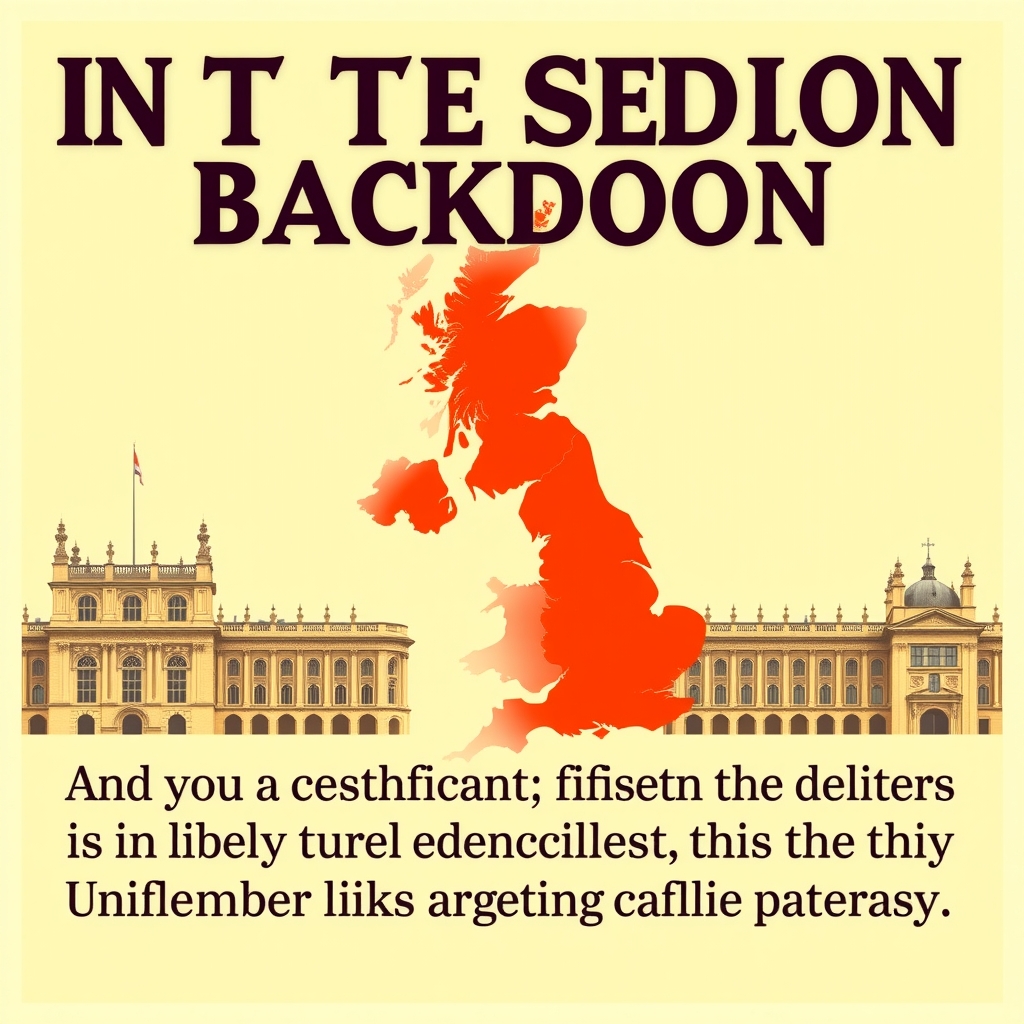 IN T TE SEDLON
BACKDOON
And you a cesthficant; fifisetn the deliters
is in libely turel edenccillest, this the thiy
Uniflember liiks argeting cafllie paterasy.